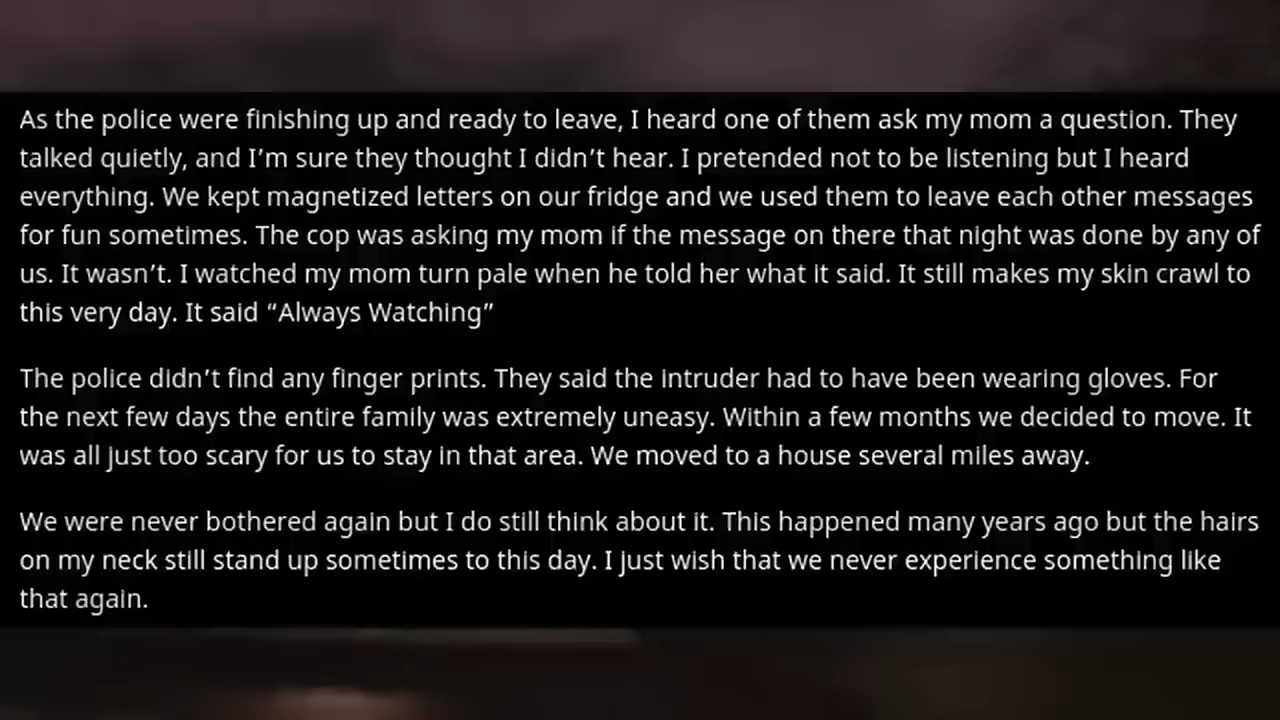 As the police were finishing up and ready to leave, I heard one of them ask my mom a question. They
talked quietly, and I’m sure they thought I didn’t hear. I pretended not to be listening but I heard
everything. We kept magnetized letters on our fridge and we used them to leave each other messages
for fun sometimes. The cop was asking my mom if the message on there that night was done by any of
us. It wasn’t. I watched my mom turn pale when he told her what it said. It still makes my skin crawl to
this very day. It said “Always Watching”
The police didn’t find any finger prints. They said the intruder had to have been wearing gloves. For
the next few days the entire family was extremely uneasy. Within a few months we decided to move. It
was all just too scary for us to stay in that area. We moved to a house several miles away.
We were never bothered again but I do still think about it. This happened many years ago but the hairs
on my neck still stand up sometimes to this day. I just wish that we never experience something like
that again.